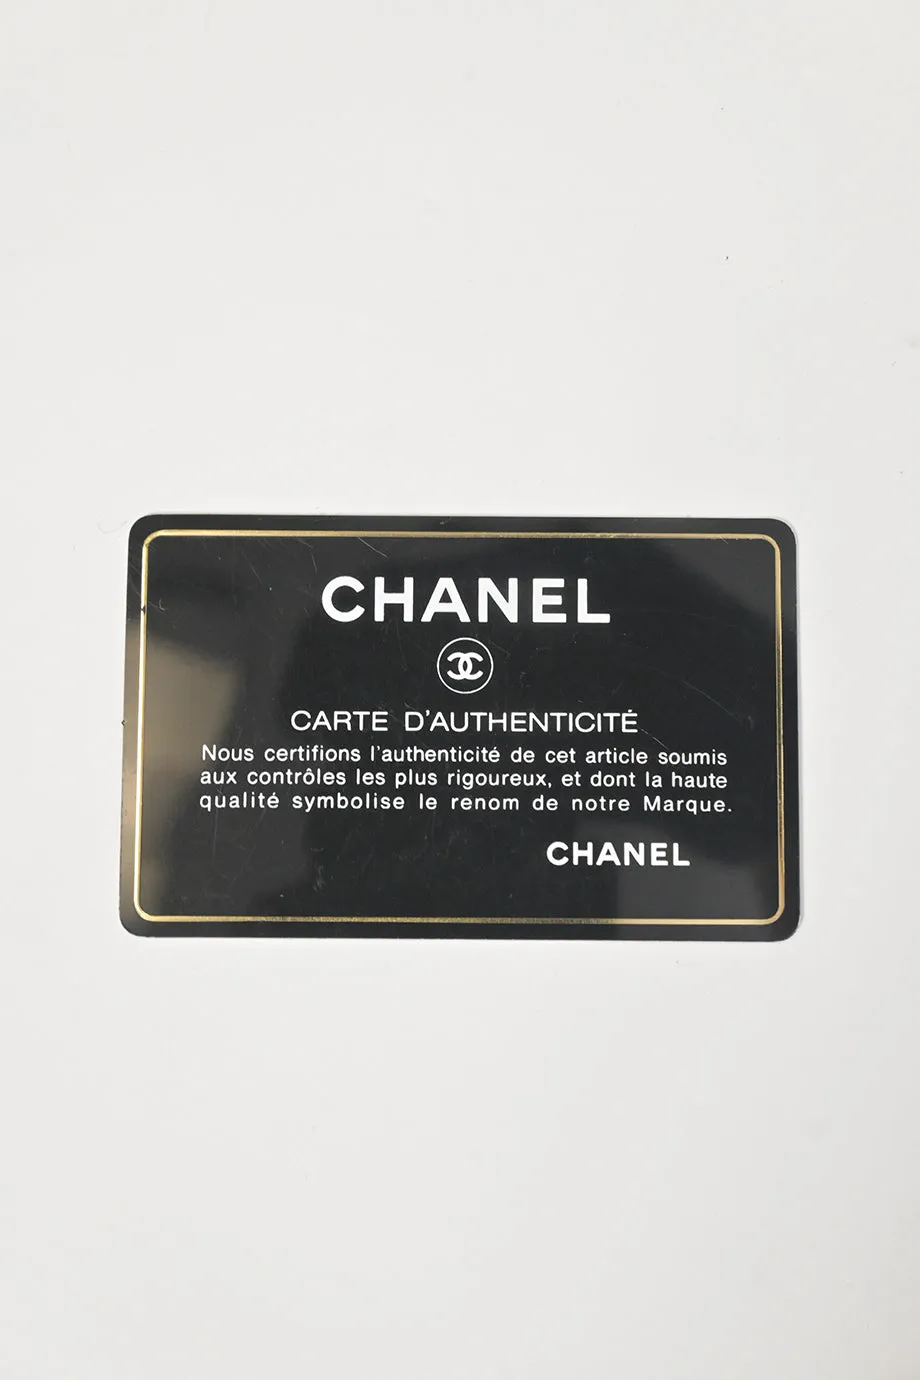 CHANEL
CARTE D'AUTHENTICITÉ
Nous certifions l'authenticité de cet article soumis
aux contrôles les plus rigoureux, et dont la haute
qualité symbolise le renom de notre Marque.
CHANEL